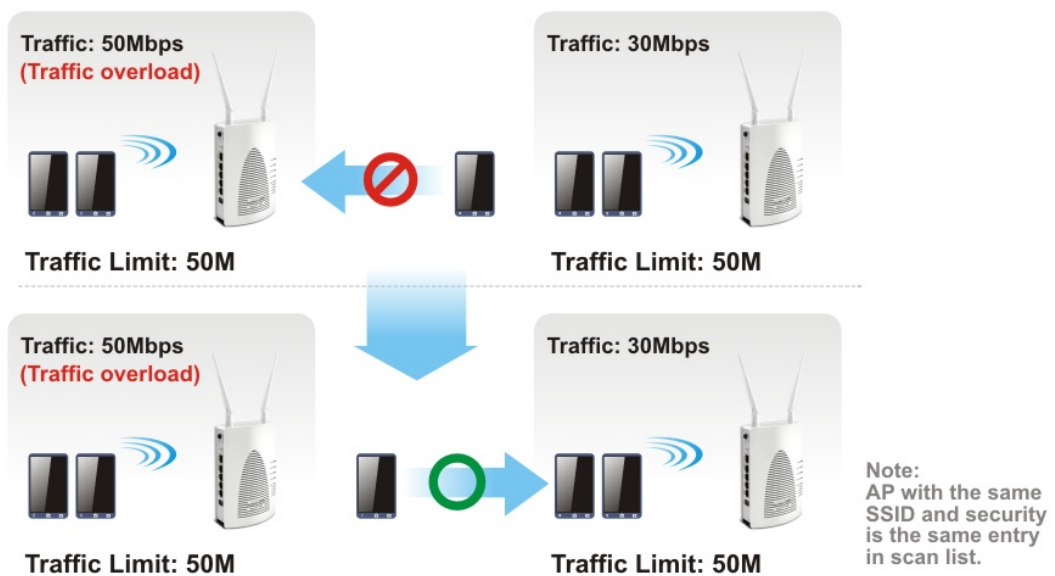 Traffic: 50Mbps
(Traffic overload)
Traffic: 30Mbps
Traffic Limit: 50M
Traffic Limit: 50M
Traffic: 50Mbps
(Traffic overload)
Traffic: 30Mbps
Traffic Limit: 50M
Traffic Limit: 50M
Note:
AP with the same
SSID and security
is the same entry
in scan list.